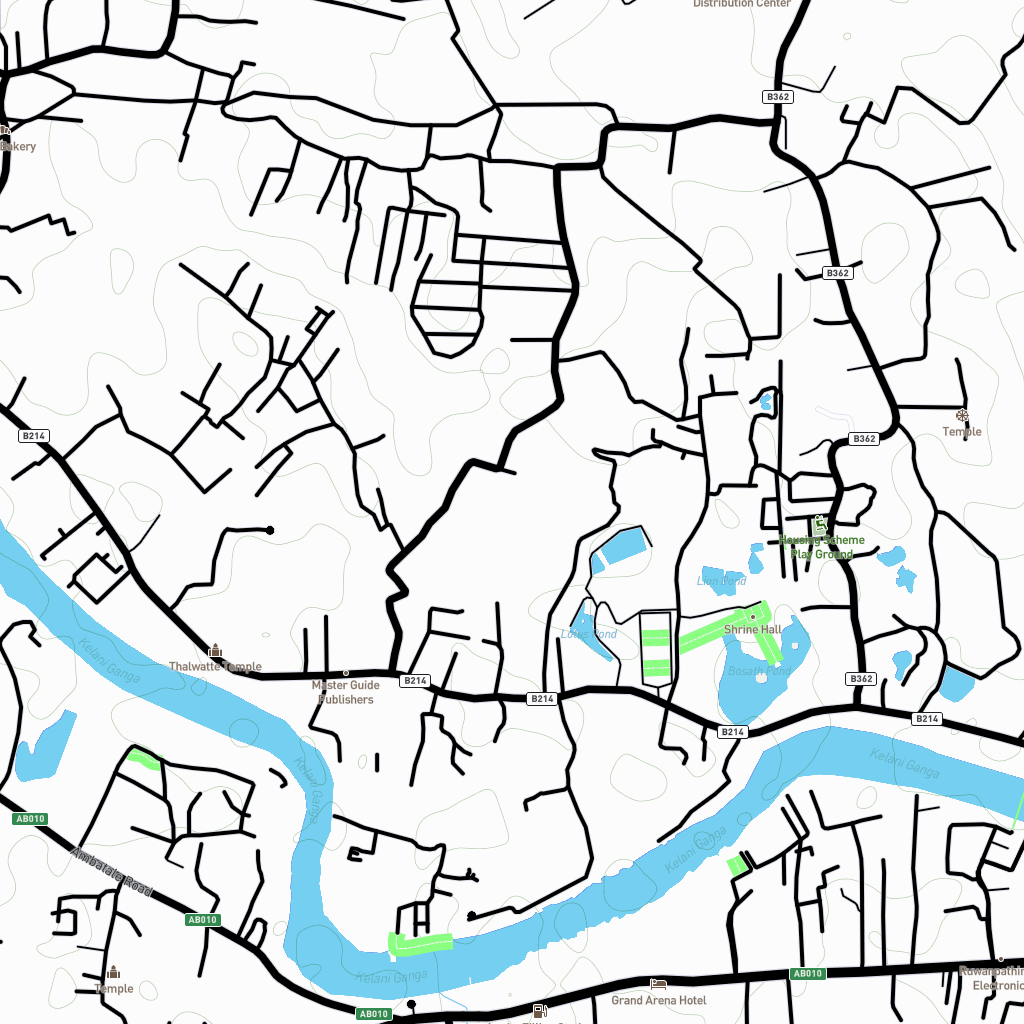 Distribution Center
B362
Bakery
B362
B214
Temple
B362
Housing Scheme
Play Ground
Lion Pond
Lotus Pond
Shrine Hall
Kelani Ganga
Thalwatte Temple
Bosath Pond
B214
Master Guide
Publishers
B362
B214
B214
B214
Kelani Ganga
Kelani Ganga
AB010
Kelani Ganga
Ambatale Road
AB010
Kelani Ganga
AB010
Temple
Grand Arena Hotel
AB010